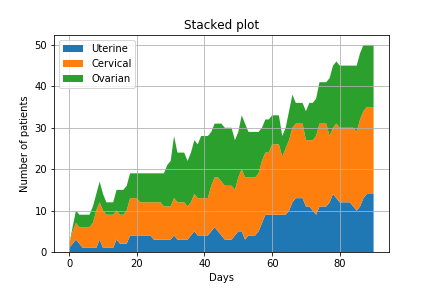 Stacked plot
50
40
30
20
10
0
Number of patients
Uterine
Cervical
Ovarian
0 20 40 60 80
Days